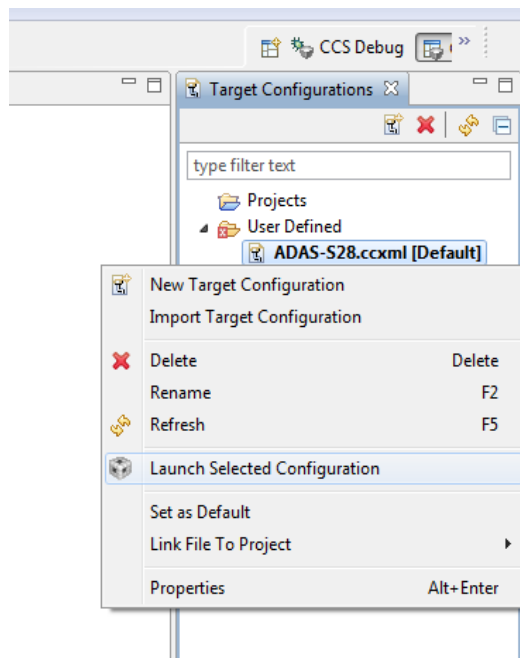 CCS Debug
Target Configurations
type filter text
Projects
User Defined
ADAS-S28.ccxml [Default]
New Target Configuration
Import Target Configuration
Delete Delete
Rename F2
Refresh F5
Launch Selected Configuration
Set as Default
Link File To Project
Properties Alt+Enter